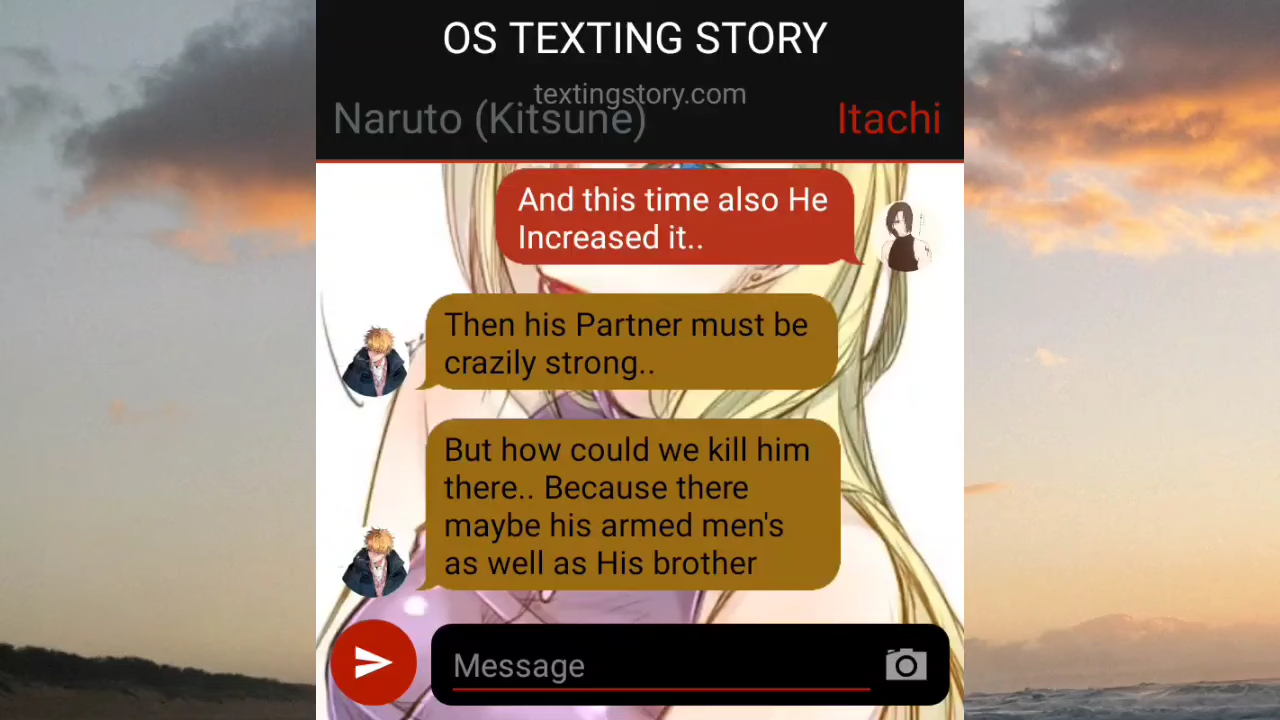 OS TEXTING STORY
textingstory.com
Naruto (Kitsune) Itachi
And this time also He
Increased it..
Then his Partner must be
crazily strong..
But how could we kill him
there.. Because there
maybe his armed men's
as well as His brother
Message